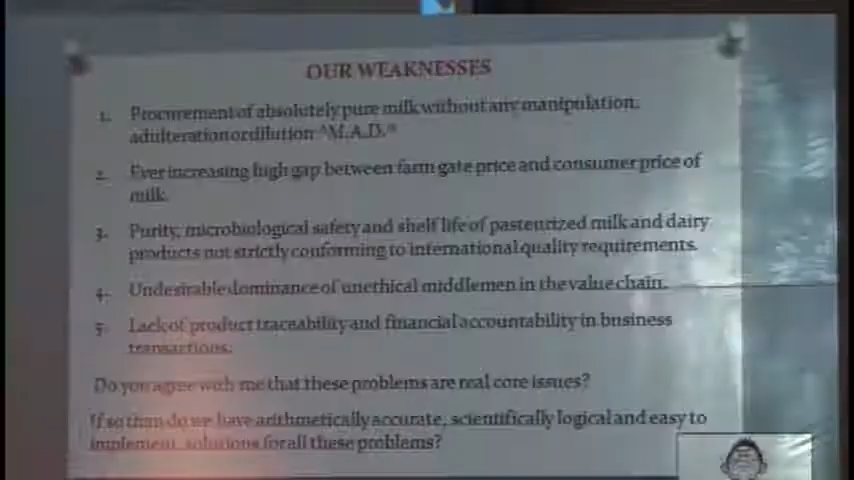 OUR WEAKNESSES
1. Procurement of absolutely pure milk without any manipulation,
adulteration or dilution "M.A.D."
2. Ever increasing high gap between farm gate price and consumer price of
milk.
3. Purity, microbiological safety and shelf life of pasteurized milk and dairy
products not strictly conforming to international quality requirements.
4. Undesirable dominance of unethical middlemen in the value chain.
5. Lack of product traceability and financial accountability in business
transactions.
Do you agree with me that these problems are real core issues?
If so than do we have arithmetically accurate, scientifically logical and easy to
implement, solutions for all these problems?